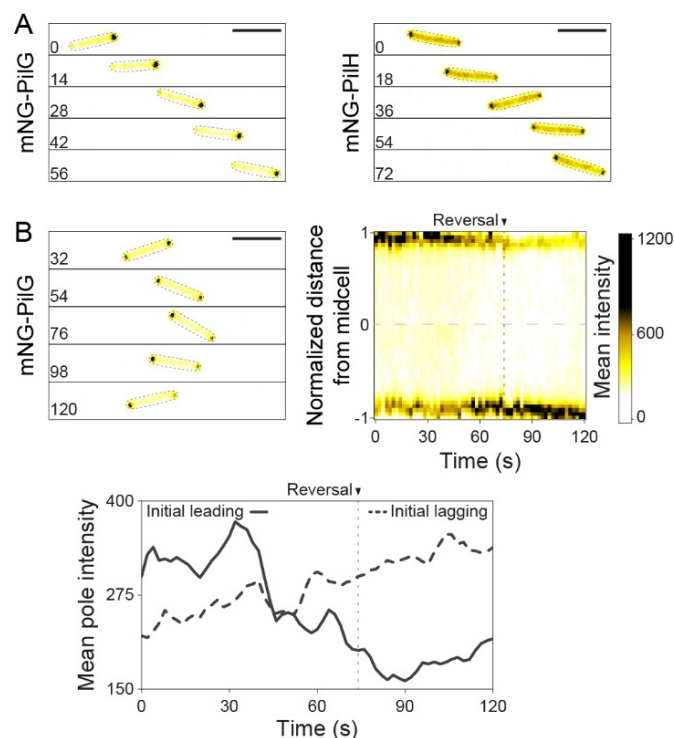 A
mNG-PilG
0
14
28
42
56
mNG-PilH
0
18
36
54
72
B
mNG-PilG
32
54
76
98
120
Reversal
Normalized distance
from midcell
1
0
-1
0 30 60 90 120
Time (s)
Mean intensity
1200
600
0
Reversal
Initial leading
Initial lagging
Mean pole intensity
400
275
150
0 30 60 90 120
Time (s)